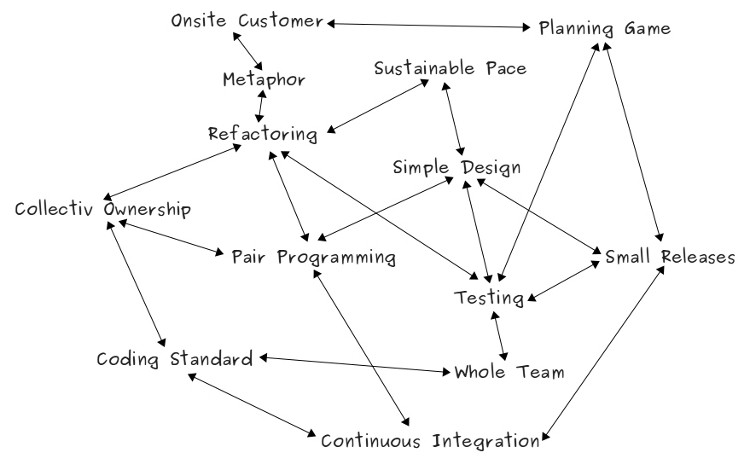 Onsite Customer
Planning Game
Sustainable Pace
Metaphor
Refactoring
Simple Design
Collectiv Ownership
Pair Programming
Small Releases
Testing
Coding Standard
Whole Team
Continuous Integration